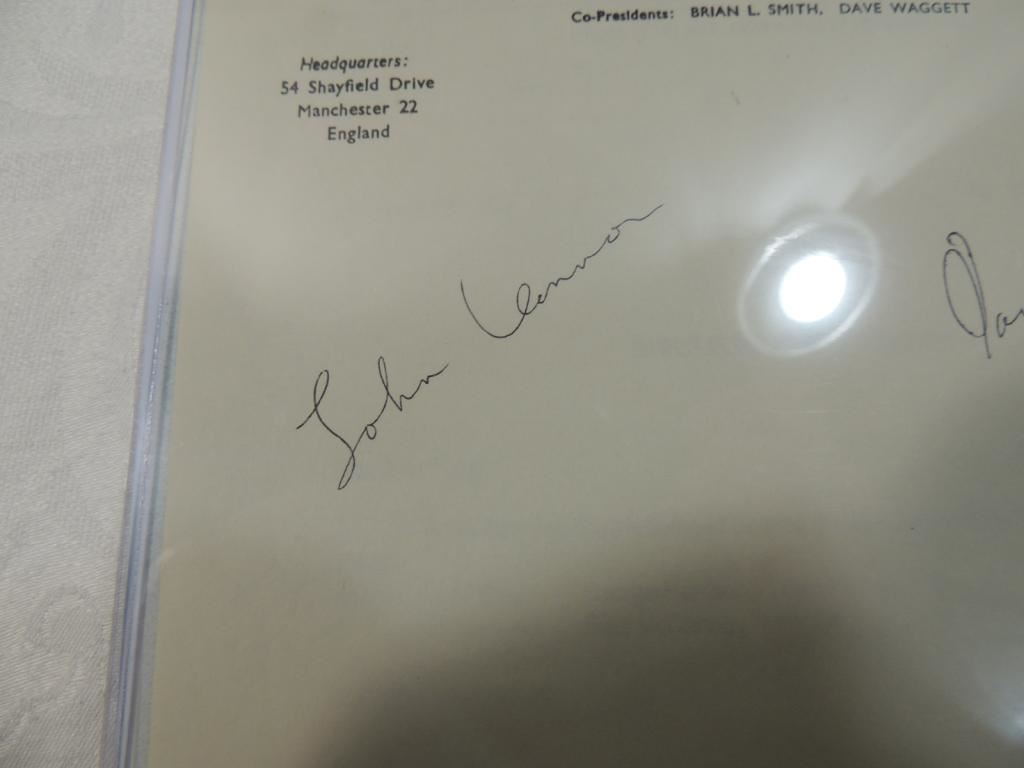 Co-Presidents: BRIAN L. SMITH, DAVE WAGGETT
Headquarters:
54 Shayfield Drive
Manchester 22
England
John Lennon